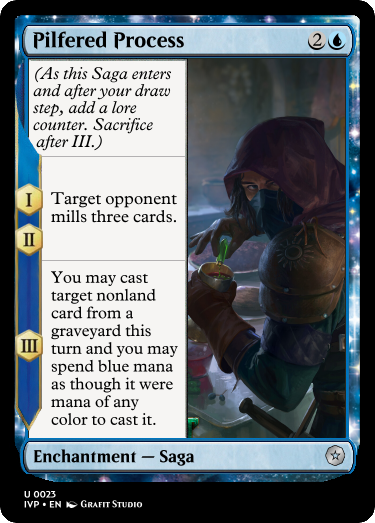 Pilfered Process 2
(As this Saga enters
and after your draw
step, add a lore
counter. Sacrifice
after III.)
I
Target opponent
mills three cards.
II
III
You may cast
target nonland
card from a
graveyard this
turn and you may
spend blue mana
as though it were
mana of any
color to cast it.
Enchantment — Saga
U 0023
IVP • EN Grafit Studio